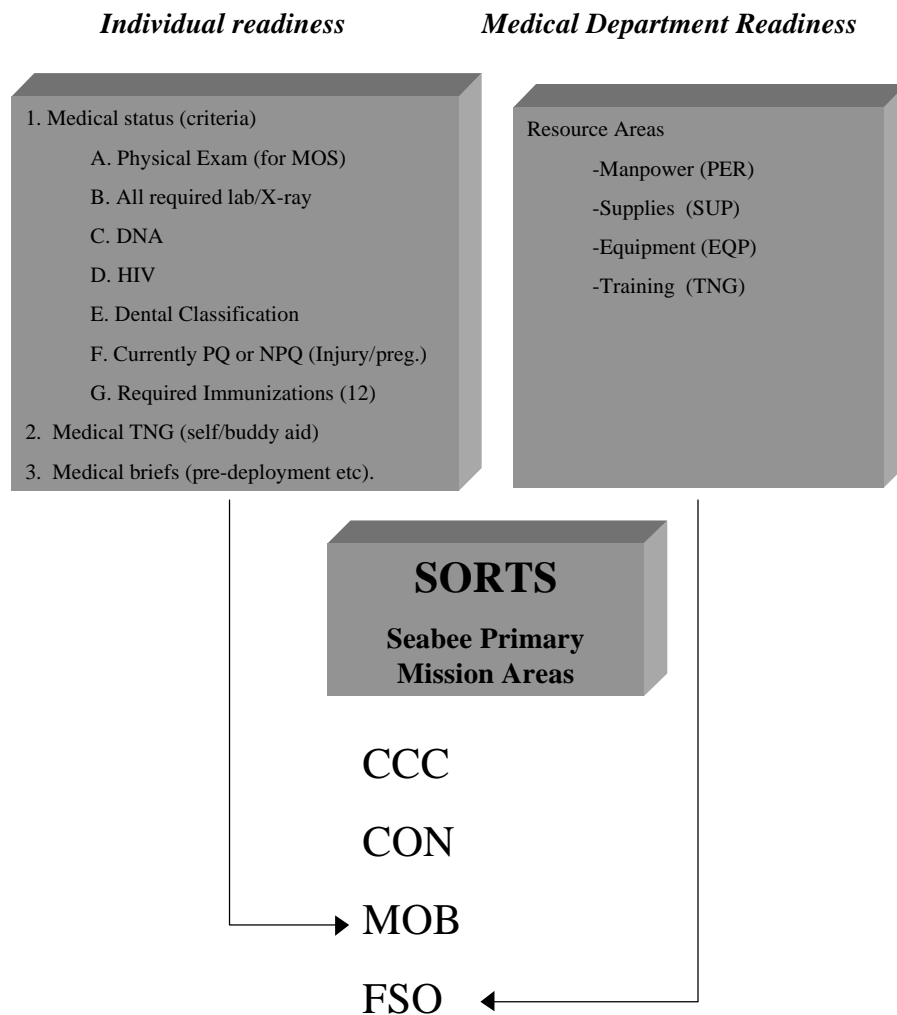 Individual readiness
Medical Department Readiness
1. Medical status (criteria)
A. Physical Exam (for MOS)
B. All required lab/X-ray
C. DNA
D. HIV
E. Dental Classification
F. Currently PQ or NPQ (Injury/preg.)
G. Required Immunizations (12)
2. Medical TNG (self/buddy aid)
3. Medical briefs (pre-deployment etc).
Resource Areas
-Manpower (PER)
-Supplies (SUP)
-Equipment (EQP)
-Training (TNG)
SORTS
Seabee Primary
Mission Areas
CCC
CON
MOB
FSO